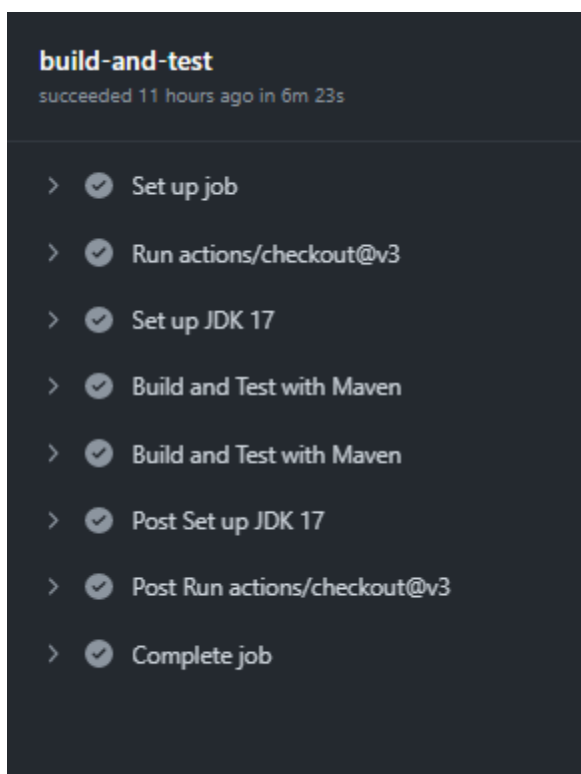 build-and-test
succeeded 11 hours ago in 6m 23s
Set up job
Run actions/checkout@v3
Set up JDK 17
Build and Test with Maven
Build and Test with Maven
Post Set up JDK 17
Post Run actions/checkout@v3
Complete job